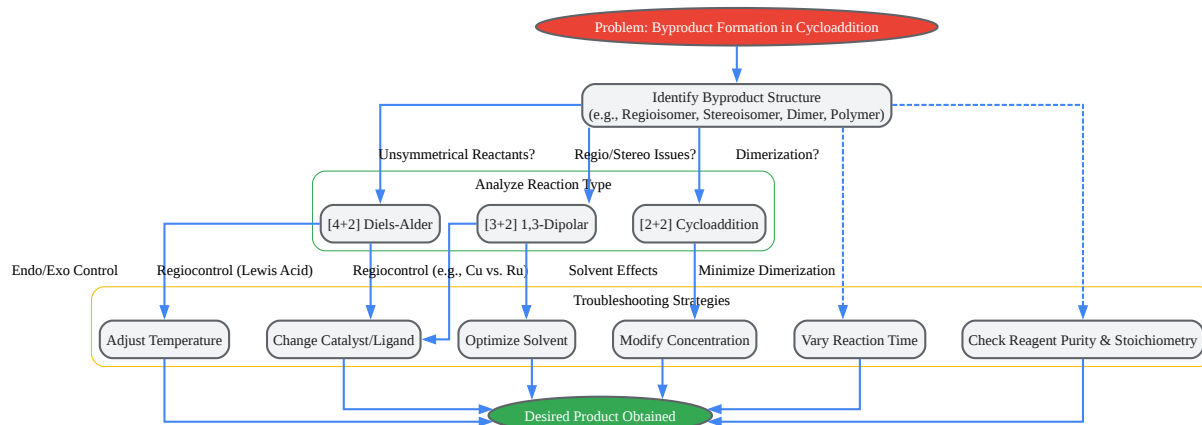 Problem: Byproduct Formation in Cycloaddition
Identify Byproduct Structure
(e.g., Regioisomer, Stereoisomer, Dimer, Polymer)
Unsymmetrical Reactants?
Regio/Stereo Issues?
Dimerization?
Analyze Reaction Type
[4+2] Diels-Alder
[3+2] 1,3-Dipolar
[2+2] Cycloaddition
Endo/Exo Control
Regiocontrol (Lewis Acid)
Regiocontrol (e.g., Cu vs. Ru)
Solvent Effects
Minimize Dimerization
Troubleshooting Strategies
Adjust Temperature
Change Catalyst/Ligand
Optimize Solvent
Modify Concentration
Vary Reaction Time
Check Reagent Purity & Stoichiometry
Desired Product Obtained